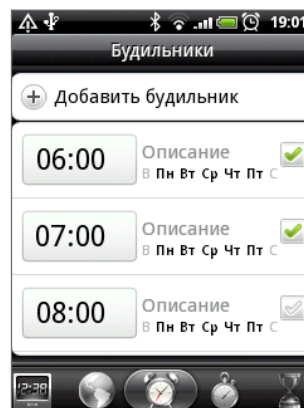 19:01
Будильники
Добавить будильник
06:00
Описание
В Пн Вт Ср Чт Пт С
07:00
Описание
В Пн Вт Ср Чт Пт С
08:00
Описание
В Пн Вт Ср Чт Пт С
12:38